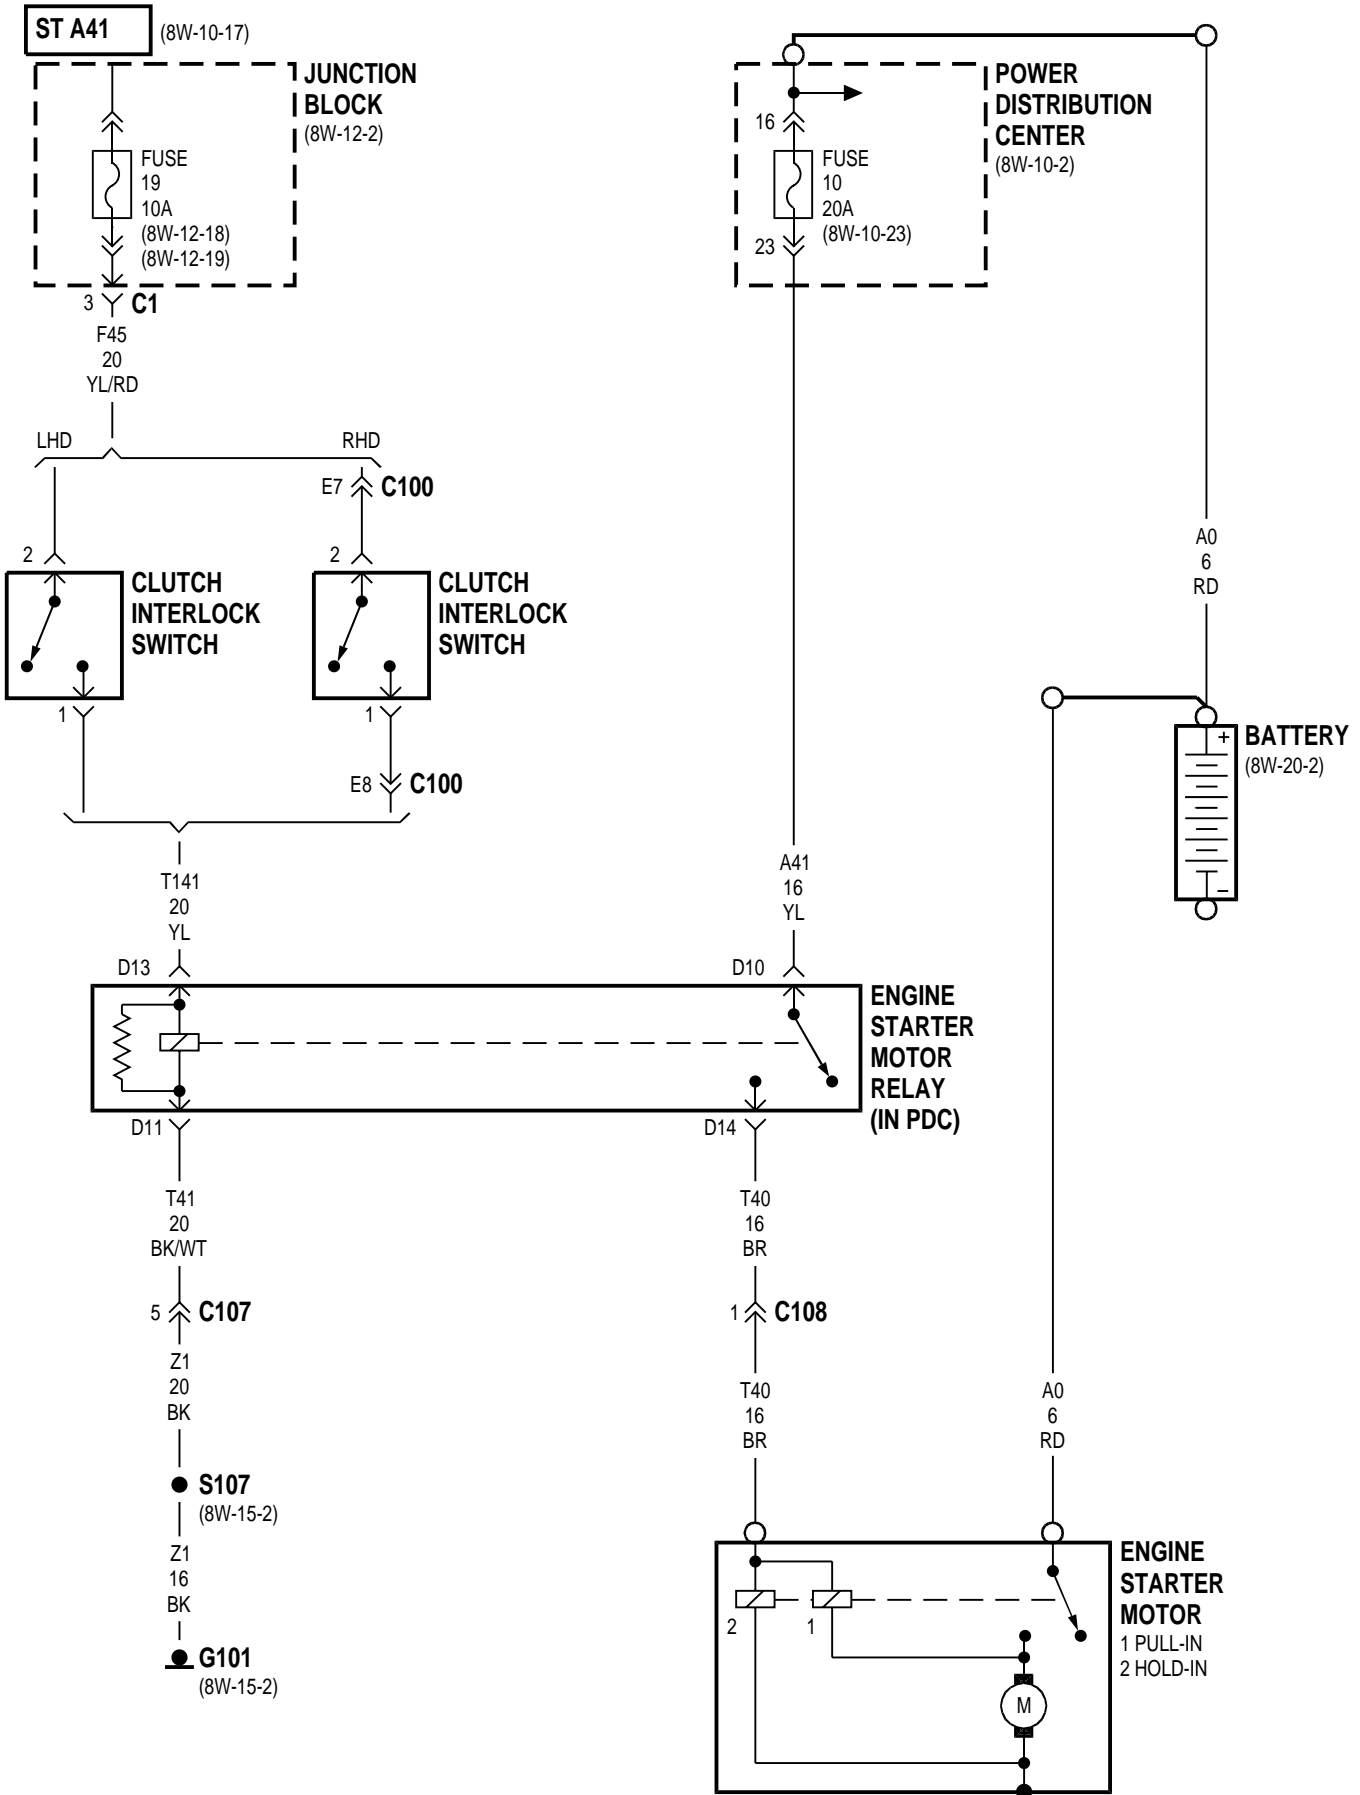 ST A41
(8W-10-17)
JUNCTION
BLOCK
(8W-12-2)
FUSE
19
10A
(8W-12-18)
(8W-12-19)
3
C1
F45
20
YL/RD
LHD
RHD
E7
C100
2
CLUTCH
INTERLOCK
SWITCH
1
2
CLUTCH
INTERLOCK
SWITCH
1
E8
C100
T141
20
YL
POWER
DISTRIBUTION
CENTER
(8W-10-2)
16
FUSE
10
20A
(8W-10-23)
23
A41
16
YL
A0
6
RD
+
BATTERY
(8W-20-2)
–
D13
D10
ENGINE
STARTER
MOTOR
RELAY
(IN PDC)
D11
D14
T41
20
BK/WT
5
C107
Z1
20
BK
S107
(8W-15-2)
Z1
16
BK
G101
(8W-15-2)
T40
16
BR
1
C108
T40
16
BR
A0
6
RD
ENGINE
STARTER
MOTOR
1 PULL-IN
2 HOLD-IN
2
1
M